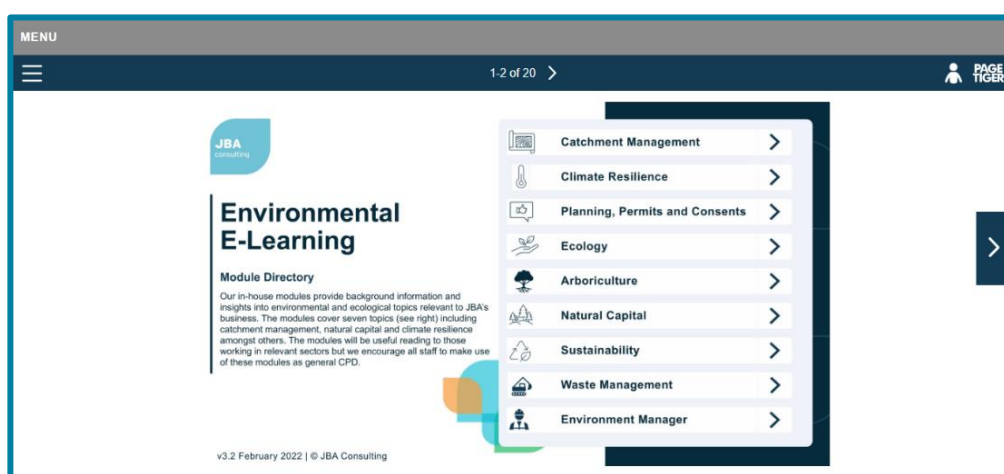 MENU
1-2 of 20
PAGE
TIGER
JBA
consulting
Environmental
E-Learning
Module Directory
Our in-house modules provide background information and
insights into environmental and ecological topics relevant to JBA's
business. The modules cover seven topics (see right) including
catchment management, natural capital and climate resilience
amongst others. The modules will be useful reading to those
working in relevant sectors but we encourage all staff to make use
of these modules as general CPD.
v3.2 February 2022 | © JBA Consulting
Catchment Management
Climate Resilience
Planning, Permits and Consents
Ecology
Arboriculture
Natural Capital
Sustainability
Waste Management
Environment Manager